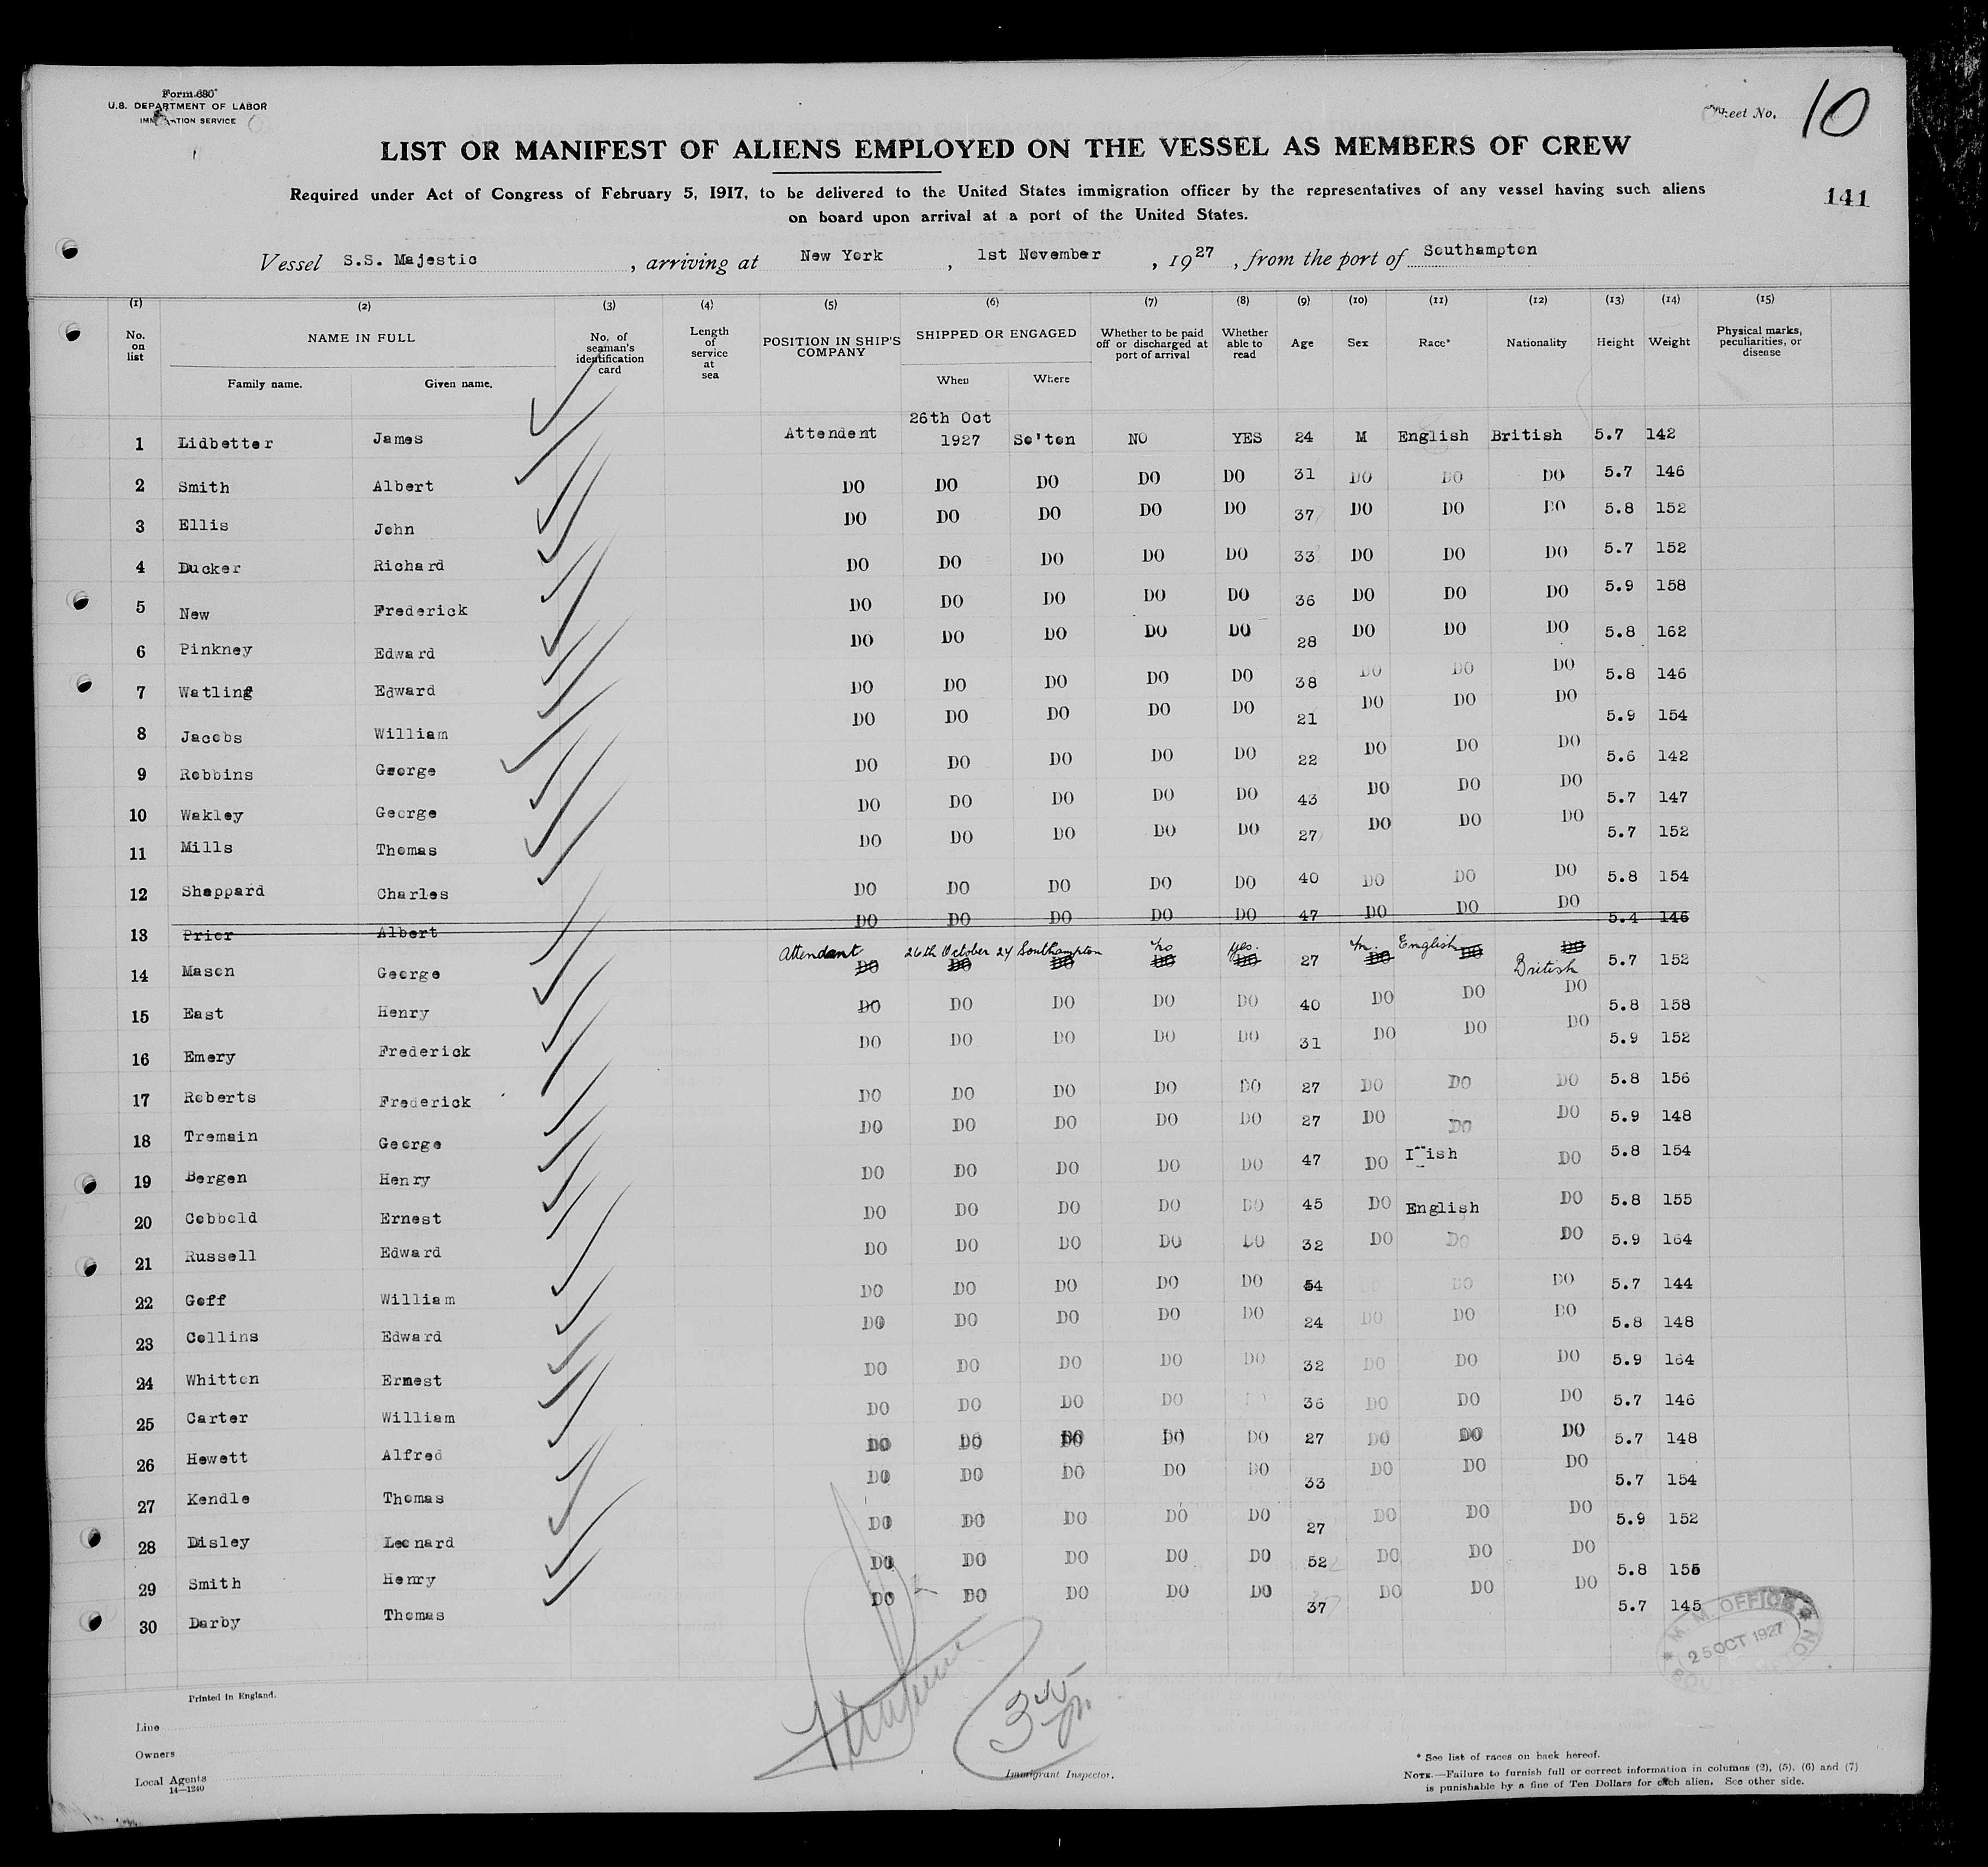 Form 680
U.S. DEPARTMENT OF LABOR
IMMIGRATION SERVICE
Sheet No. 10
LIST OR MANIFEST OF ALIENS EMPLOYED ON THE VESSEL AS MEMBERS OF CREW
Required under Act of Congress of February 5, 1917, to be delivered to the United States immigration officer by the representatives of any vessel having such aliens
on board upon arrival at a port of the United States.
141
Vessel S.S. Majestic, arriving at New York, 1st November, 1927, from the port of Southampton
(1) (2) (3) (4) (5) (6) (7) (8) (9) (10) (11) (12) (13) (14) (15)
No. on list NAME IN FULL Family name. Given name. No. of seaman's identification card Length of service at sea POSITION IN SHIP'S COMPANY SHIPPED OR ENGAGED When Where Whether to be paid off or discharged at port of arrival Whether able to read Age Sex Race* Nationality Height Weight Physical marks, peculiarities, or disease
1 Lidbetter James Attendent 26th Oct 1927 So'ton NO YES 24 M English British 5.7 142
2 Smith Albert DO DO DO DO DO 31 DO DO DO 5.7 146
3 Ellis John DO DO DO DO DO 37 DO DO DO 5.8 152
4 Ducker Richard DO DO DO DO DO 33 DO DO DO 5.7 152
5 New Frederick DO DO DO DO DO 36 DO DO DO 5.9 158
6 Pinkney Edward DO DO DO DO DO 28 DO DO DO 5.8 162
7 Watling Edward DO DO DO DO DO 38 DO DO DO 5.8 146
8 Jacobs William DO DO DO DO DO 21 DO DO DO 5.9 154
9 Robbins George DO DO DO DO DO 22 DO DO DO 5.6 142
10 Wakley George DO DO DO DO DO 43 DO DO DO 5.7 147
11 Mills Thomas DO DO DO DO DO 27 DO DO DO 5.7 152
12 Sheppard Charles DO DO DO DO DO 40 DO DO DO 5.8 154
13 Prior Albert DO DO DO DO DO 47 DO DO DO 5.4 146
14 Mason George Attendant 26th October 27 Southampton No yes. 27 M. English British 5.7 152
15 East Henry DO DO DO DO DO 40 DO DO DO 5.8 158
16 Emery Frederick DO DO DO DO DO 31 DO DO DO 5.9 152
17 Roberts Frederick DO DO DO DO DO 27 DO DO DO 5.8 156
18 Tremain George DO DO DO DO DO 27 DO DO DO 5.9 148
19 Bergen Henry DO DO DO DO DO 47 DO Irish DO 5.8 154
20 Cobbold Ernest DO DO DO DO DO 45 DO English DO 5.8 155
21 Russell Edward DO DO DO DO DO 32 DO DO DO 5.9 164
22 Goff William DO DO DO DO DO 54 DO DO DO 5.7 144
23 Collins Edward DO DO DO DO DO 24 DO DO DO 5.8 148
24 Whitton Ernest DO DO DO DO DO 32 DO DO DO 5.9 164
25 Carter William DO DO DO DO DO 36 DO DO DO 5.7 146
26 Hewett Alfred DO DO DO DO DO 27 DO DO DO 5.7 148
27 Kendle Thomas DO DO DO DO DO 33 DO DO DO 5.7 154
28 Disley Leonard DO DO DO DO DO 27 DO DO DO 5.9 152
29 Smith Henry DO DO DO DO DO 52 DO DO DO 5.8 155
30 Darby Thomas DO DO DO DO DO 37 DO DO DO 5.7 145
M. M. OFFICE
25 OCT 1927
Printed in England.
Line
Owners
Local Agents
14—1240
Immigrant Inspector.
* See list of races on back hereof.
NOTE.—Failure to furnish full or correct information in columns (2), (5), (6) and (7)
is punishable by a fine of Ten Dollars for each alien. See other side.